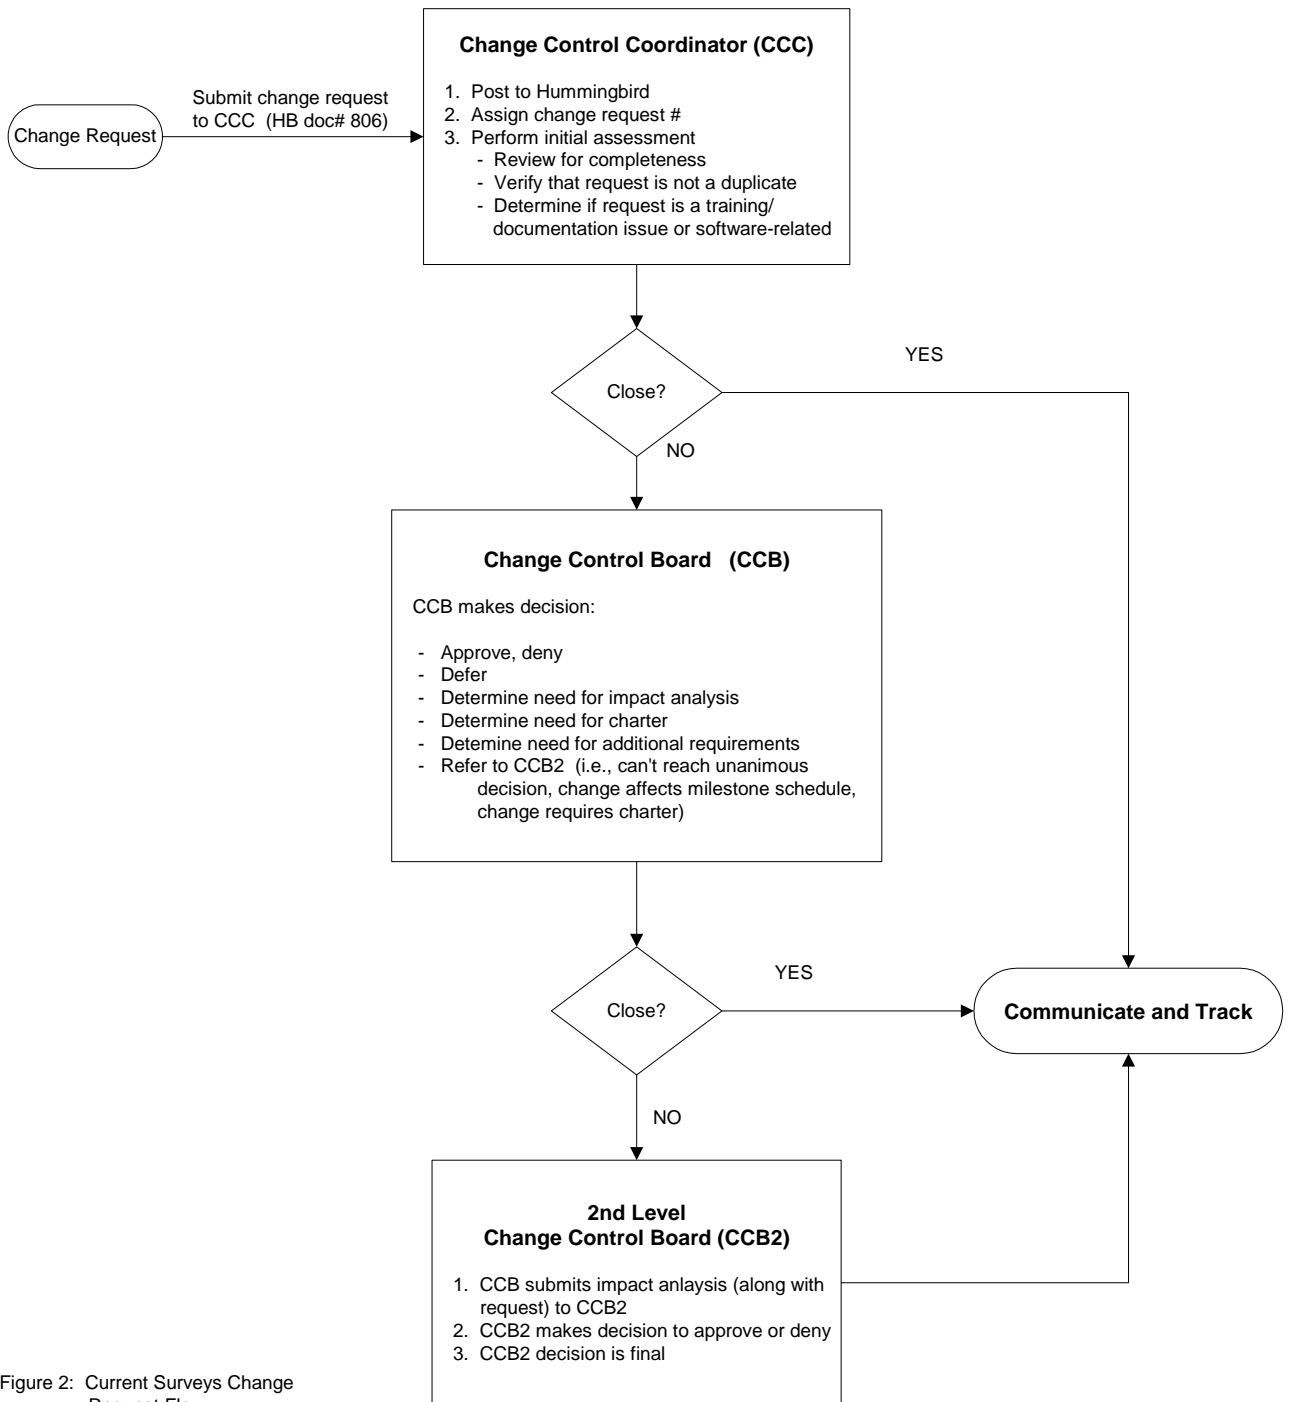 Change Control Coordinator (CCC)
1. Post to Hummingbird
2. Assign change request #
3. Perform initial assessment
- Review for completeness
- Verify that request is not a duplicate
- Determine if request is a training/
documentation issue or software-related
Submit change request
to CCC (HB doc# 806)
Change Request
Close?
YES
NO
Change Control Board (CCB)
CCB makes decision:
- Approve, deny
- Defer
- Determine need for impact analysis
- Determine need for charter
- Detemine need for additional requirements
- Refer to CCB2 (i.e., can't reach unanimous
decision, change affects milestone schedule,
change requires charter)
Close?
YES
Communicate and Track
NO
2nd Level
Change Control Board (CCB2)
1. CCB submits impact anlaysis (along with
request) to CCB2
2. CCB2 makes decision to approve or deny
3. CCB2 decision is final
Figure 2: Current Surveys Change